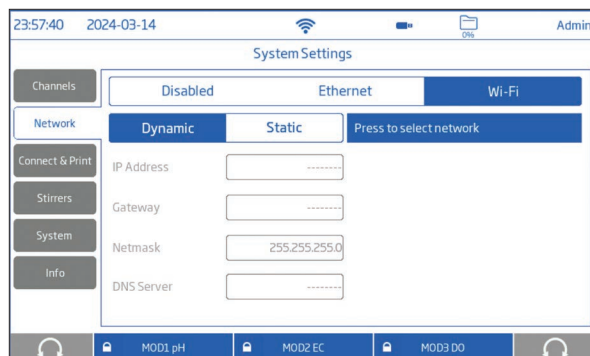 23:57:40 2024-03-14 0% Admin
System Settings
Channels
Disabled Ethernet Wi-Fi
Network
Dynamic Static Press to select network
Connect & Print
IP Address --------
Stirrers
Gateway --------
System
Netmask 255.255.255.0
Info
DNS Server --------
MOD1 pH MOD2 EC MOD3 DO